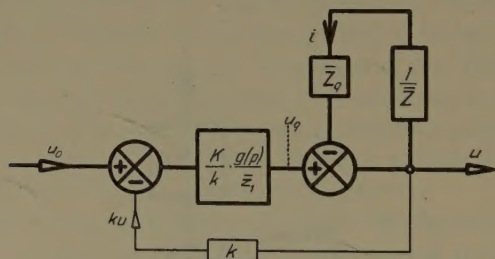 i
Z̄q
1/Z̄
u₀
K/k · g(p)/z̄₁
uq
u
ku
k